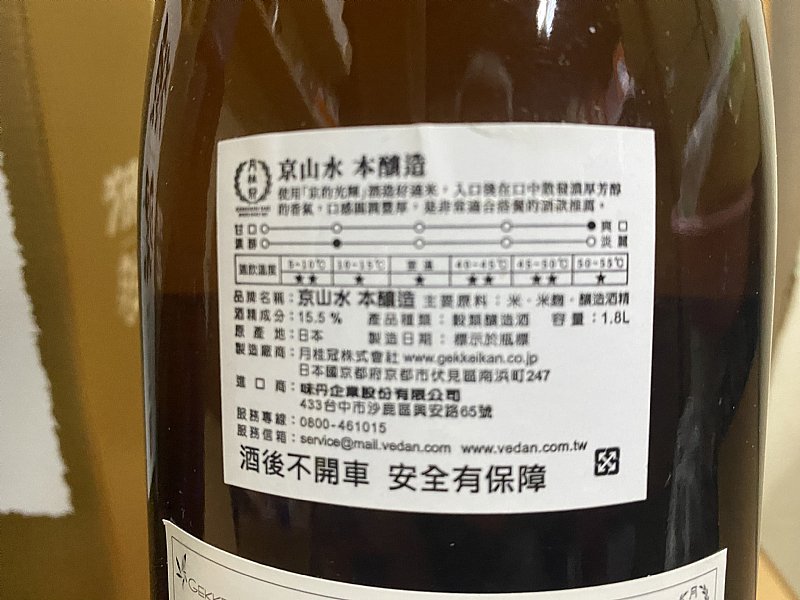 京山水 本釀造
月桂冠
使用「京的光輝」酒造好適米，入口後在口中散發濃厚芳醇
的香氣，口感圓潤豐厚，是非常適合搭餐的酒款推薦。
甘口 爽口
濃醇 淡麗
適飲溫度 5-10℃ 10-15℃ 常溫 40-45℃ 45-50℃ 50-55℃
★★ ★ ★ ★★ ★★ ★
品牌名稱：京山水 本釀造 主要原料：米、米麴、釀造酒精
酒精成分：15.5 % 產品種類：穀類釀造酒 容量：1.8L
原產地：日本 製造日期：標示於瓶標
製造廠商：月桂冠株式會社 www.gekkeikan.co.jp
日本國京都府京都市伏見區南浜町247
進口商：味丹企業股份有限公司
433台中市沙鹿區興安路65號
服務專線：0800-461015
服務信箱：service@mail.vedan.com www.vedan.com.tw
酒後不開車 安全有保障
GEKKE
月